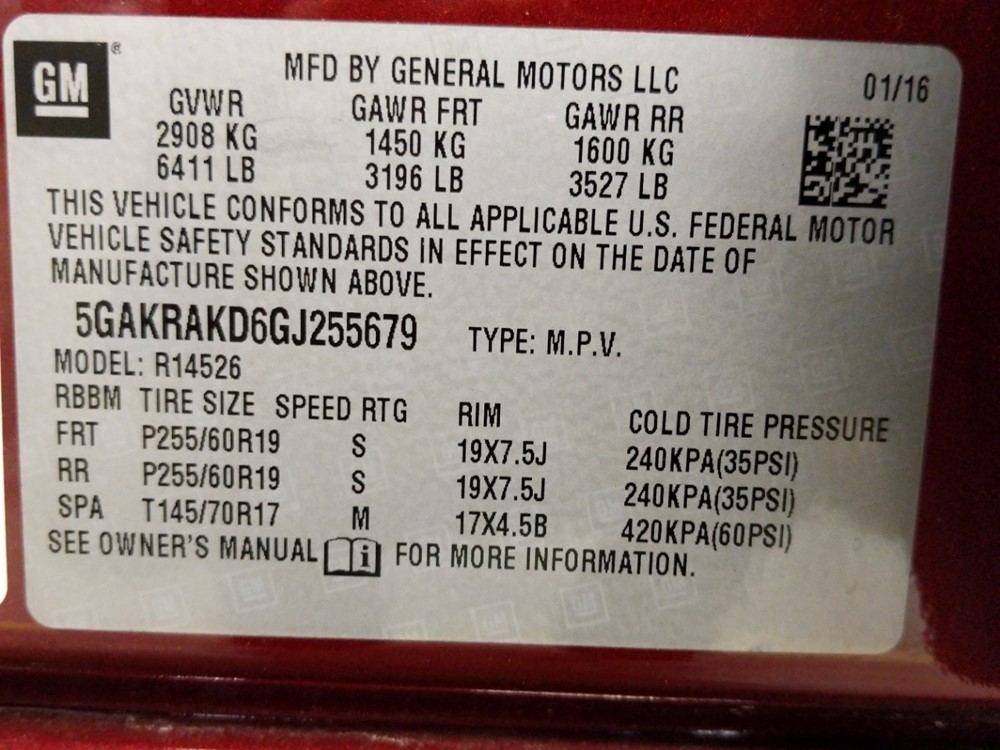 GM ®
MFD BY GENERAL MOTORS LLC 01/16
GVWR GAWR FRT GAWR RR
2908 KG 1450 KG 1600 KG
6411 LB 3196 LB 3527 LB
THIS VEHICLE CONFORMS TO ALL APPLICABLE U.S. FEDERAL MOTOR
VEHICLE SAFETY STANDARDS IN EFFECT ON THE DATE OF
MANUFACTURE SHOWN ABOVE.
5GAKRAKD6GJ255679 TYPE: M.P.V.
MODEL: R14526
RBBM TIRE SIZE SPEED RTG RIM COLD TIRE PRESSURE
FRT P255/60R19 S 19X7.5J 240KPA(35PSI)
RR P255/60R19 S 19X7.5J 240KPA(35PSI)
SPA T145/70R17 M 17X4.5B 420KPA(60PSI)
SEE OWNER'S MANUAL i FOR MORE INFORMATION.